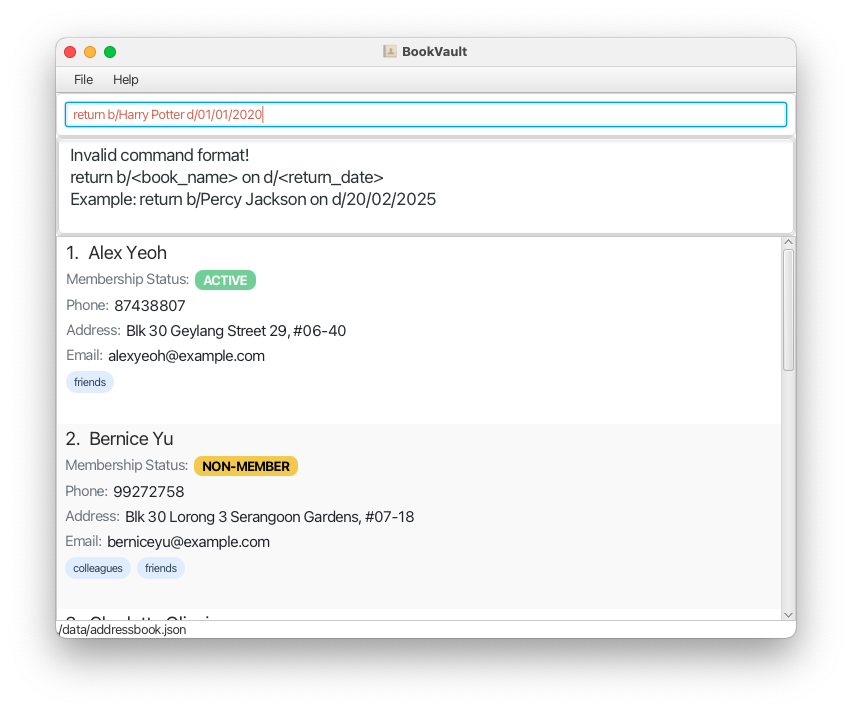 BookVault
File Help
return b/Harry Potter d/01/01/2020
Invalid command format!
return b/<book_name> on d/<return_date>
Example: return b/Percy Jackson on d/20/02/2025
1. Alex Yeoh
Membership Status: ACTIVE
Phone: 87438807
Address: Blk 30 Geylang Street 29, #06-40
Email: alexyeoh@example.com
friends
2. Bernice Yu
Membership Status: NON-MEMBER
Phone: 99272758
Address: Blk 30 Lorong 3 Serangoon Gardens, #07-18
Email: berniceyu@example.com
colleagues friends
/data/addressbook.json